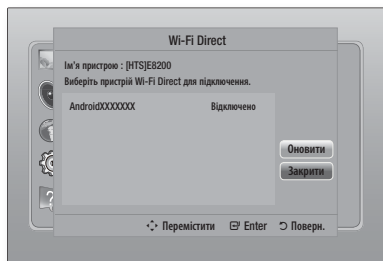 Wi-Fi Direct
Ім'я пристрою : [HTS]E8200
Виберіть пристрій Wi-Fi Direct для підключення.
AndroidXXXXXXX Відключено
Оновити
Закрити
Перемістити Enter Поверн.